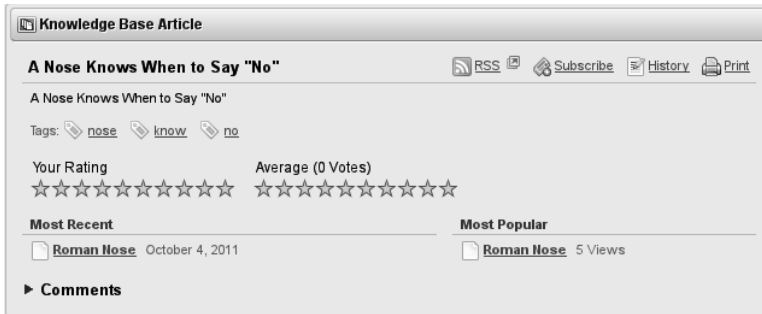 Knowledge Base Article
A Nose Knows When to Say "No"
RSS Subscribe History Print
A Nose Knows When to Say "No"
Tags: nose know no
Your Rating Average (0 Votes)
Most Recent Most Popular
Roman Nose October 4, 2011 Roman Nose 5 Views
Comments